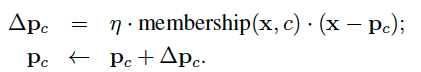 Δp_c = η · membership(x, c) · (x − p_c);
p_c ← p_c + Δp_c.